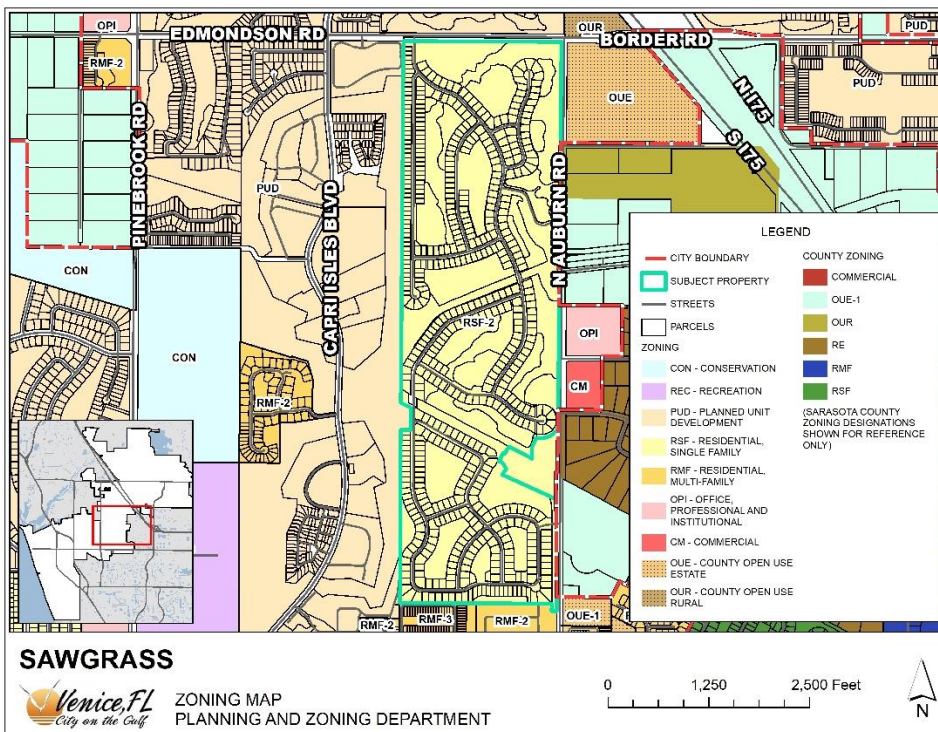 OPI
EDMONDSON RD
OUR
BORDER RD
PUD
RMF-2
OUE
N I75
PUD
S I75
PINEBROOK RD
PUD
CAPRI ISLES BLVD
N AUBURN RD
CON
CON
RSF-2
OPI
CM
RMF-2
LEGEND
CITY BOUNDARY
SUBJECT PROPERTY
STREETS
PARCELS
ZONING
CON - CONSERVATION
REC - RECREATION
PUD - PLANNED UNIT
DEVELOPMENT
RSF - RESIDENTIAL,
SINGLE FAMILY
RMF - RESIDENTIAL,
MULTI-FAMILY
OPI - OFFICE,
PROFESSIONAL AND
INSTITUTIONAL
CM - COMMERCIAL
OUE - COUNTY OPEN USE
ESTATE
OUR - COUNTY OPEN USE
RURAL
COUNTY ZONING
COMMERCIAL
OUE-1
OUR
RE
RMF
RSF
(SARASOTA COUNTY
ZONING DESIGNATIONS
SHOWN FOR REFERENCE
ONLY)
RMF-2
RMF-3
RMF-2
OUE-1
SAWGRASS
Venice, FL
City on the Gulf
ZONING MAP
PLANNING AND ZONING DEPARTMENT
0 1,250 2,500 Feet
N